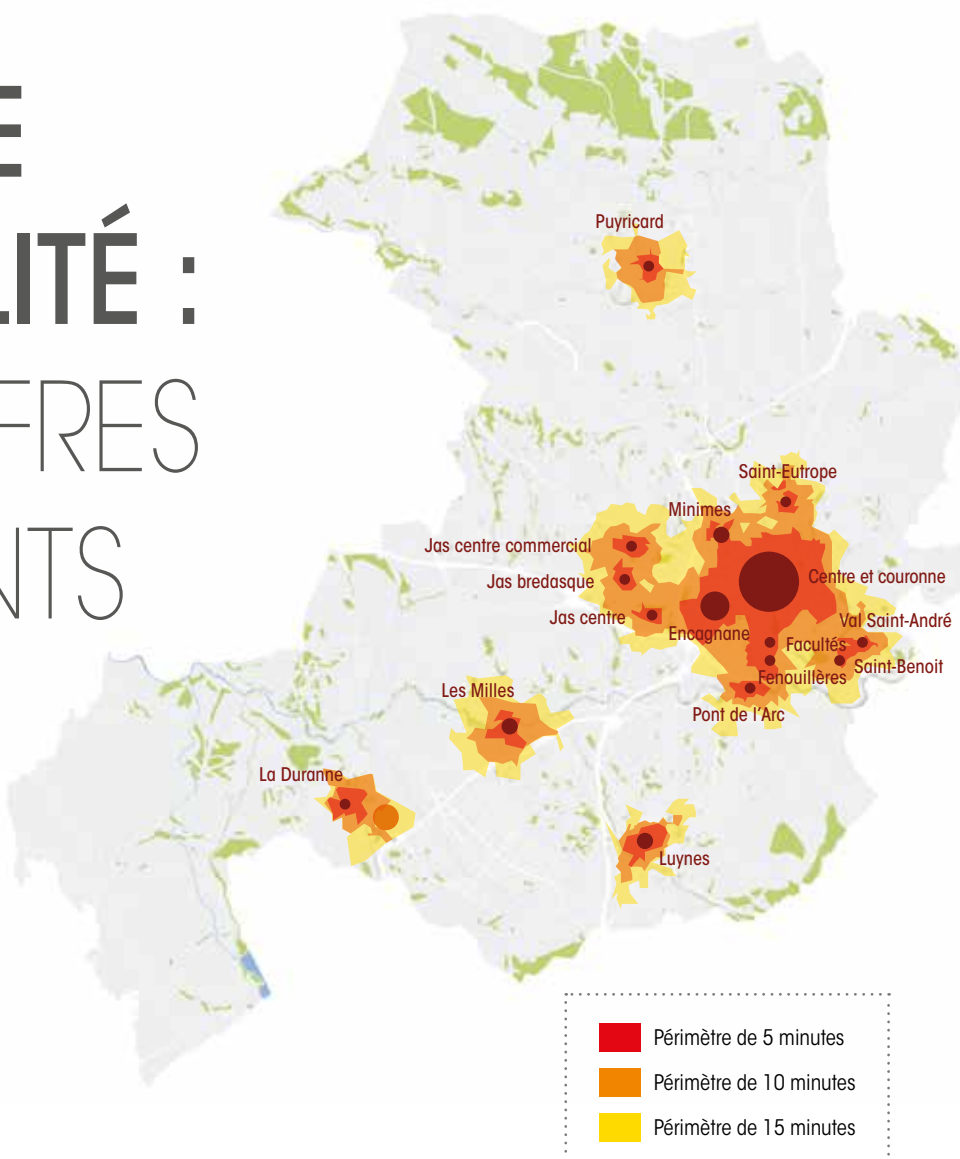 E
LITÉ :
FRES
NTS
Puyricard
Saint-Eutrope
Minimes
Jas centre commercial
Jas bredasque
Centre et couronne
Jas centre
Val Saint-André
Encagnane
Facultés
Saint-Benoit
Fenouillères
Les Milles
Pont de l'Arc
La Duranne
Luynes
Périmètre de 5 minutes
Périmètre de 10 minutes
Périmètre de 15 minutes